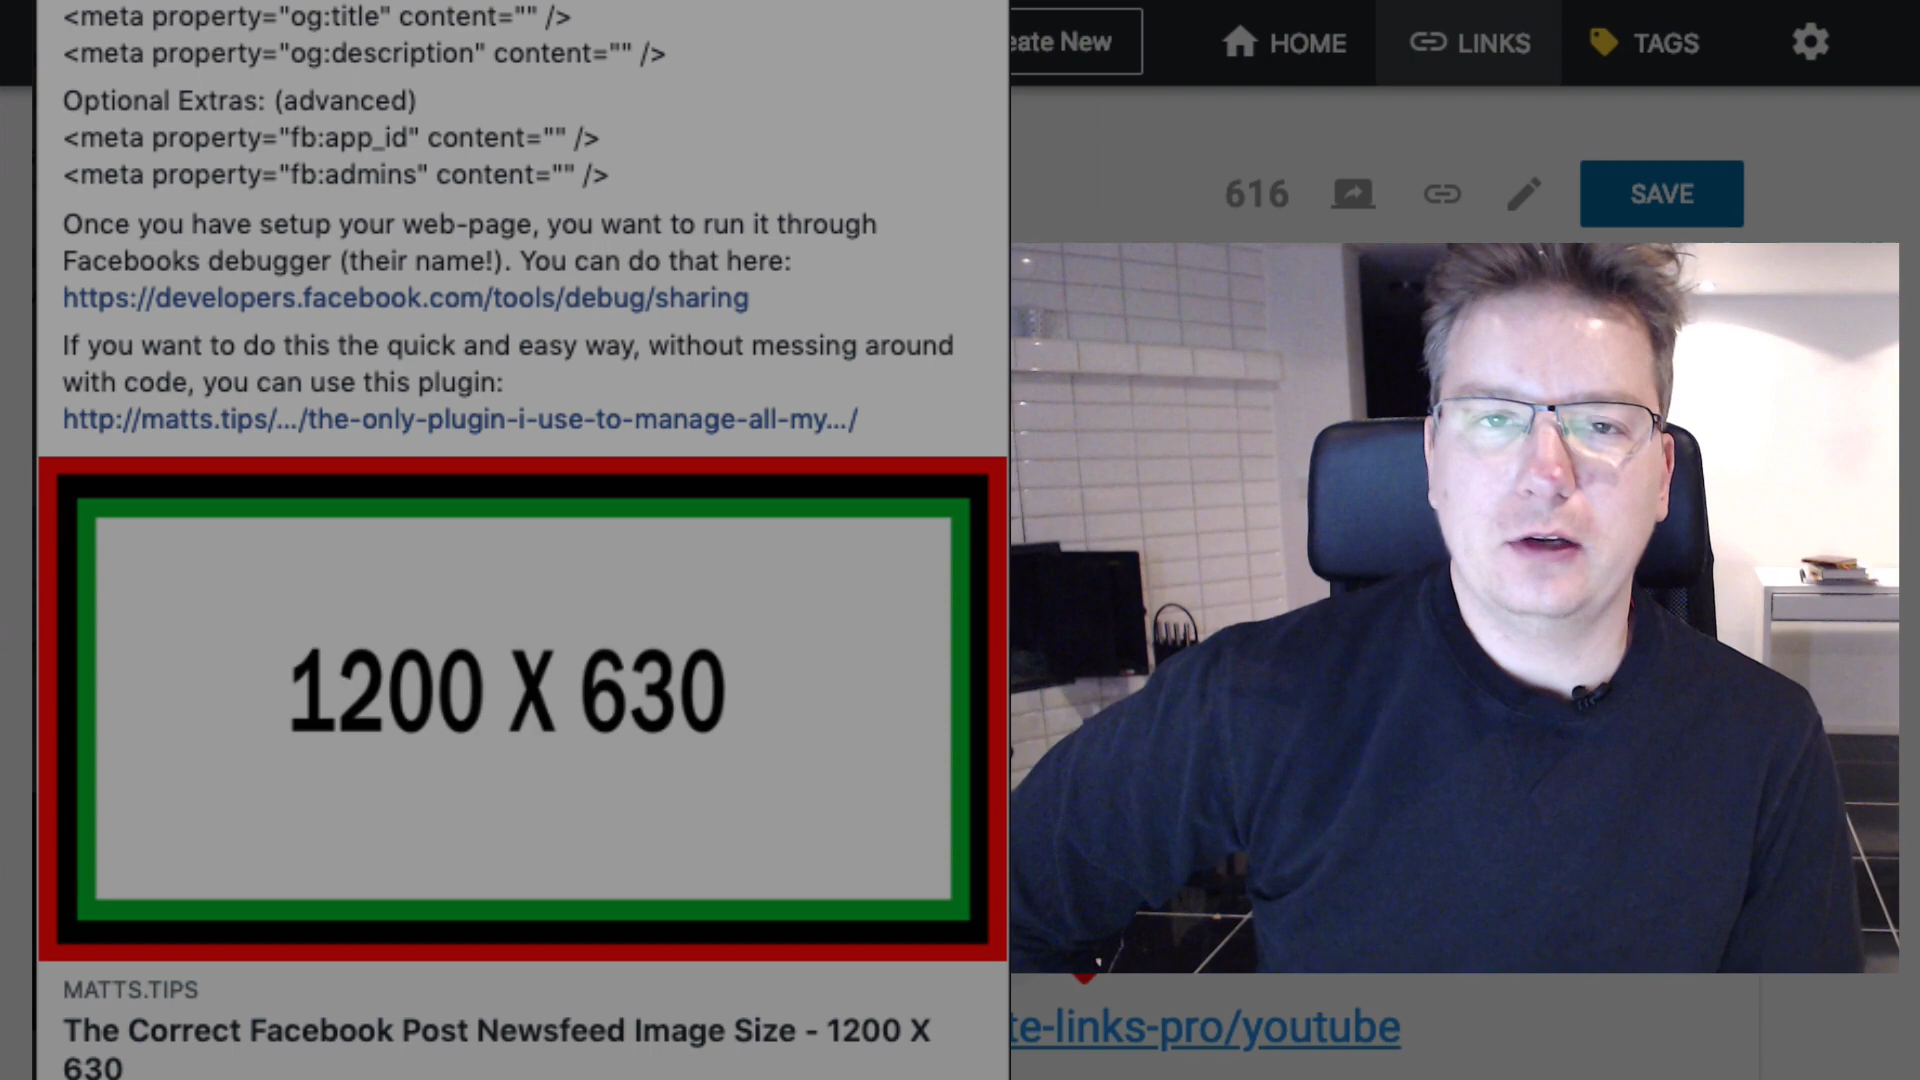 <meta property="og:title" content="" />
<meta property="og:description" content="" />
Optional Extras: (advanced)
<meta property="fb:app_id" content="" />
<meta property="fb:admins" content="" />
Once you have setup your web-page, you want to run it through
Facebooks debugger (their name!). You can do that here:
https://developers.facebook.com/tools/debug/sharing
If you want to do this the quick and easy way, without messing around
with code, you can use this plugin:
http://matts.tips/.../the-only-plugin-i-use-to-manage-all-my.../
1200 X 630
MATTS.TIPS
The Correct Facebook Post Newsfeed Image Size - 1200 X
630
eate New
HOME
LINKS
TAGS
616
SAVE
te-links-pro/youtube